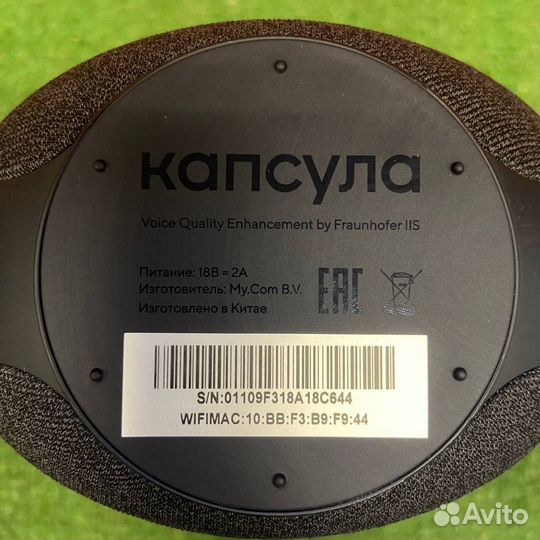 капсула
Voice Quality Enhancement by Fraunhofer IIS
Питание: 18В = 2А
Изготовитель: My.Com B.V.
Изготовлено в Китае
EAC
S/N:01109F318A18C644
WIFIMAC:10:BB:F3:B9:F9:44
Avito